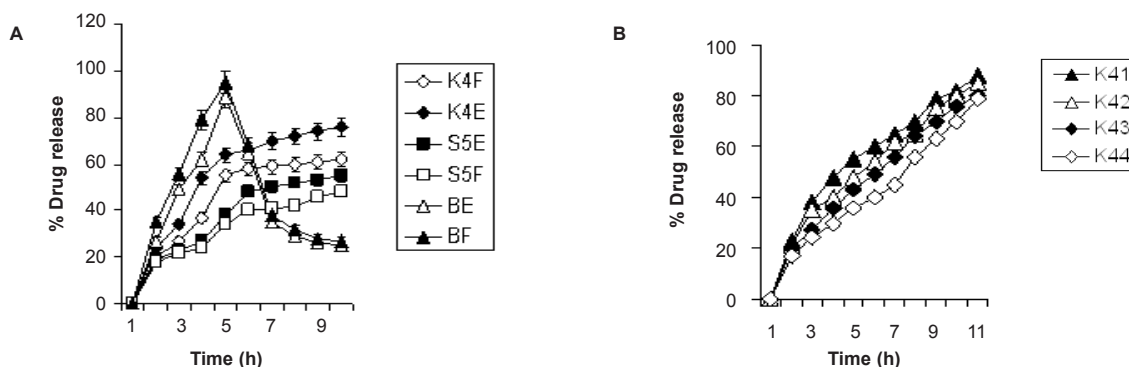 A
120
100
80
60
40
20
0
% Drug release
1 3 5 7 9
Time (h)
K4F
K4E
S5E
S5F
BE
BF
B
100
80
60
40
20
0
% Drug release
1 3 5 7 9 11
Time (h)
K41
K42
K43
K44